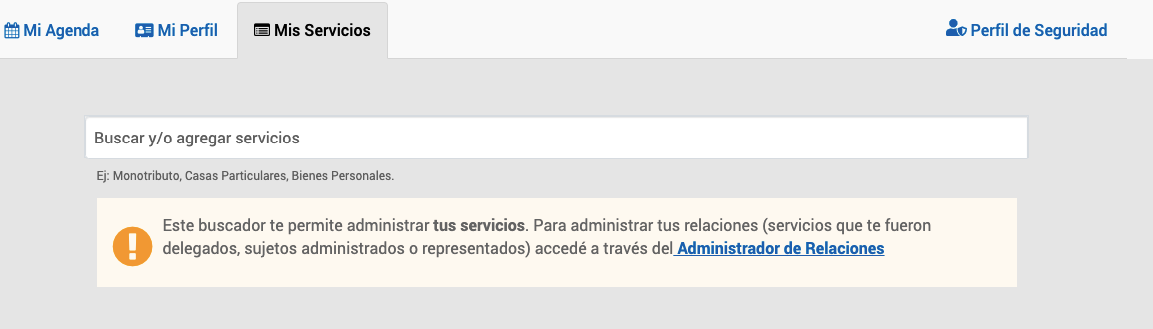 Mi Agenda Mi Perfil Mis Servicios Perfil de Seguridad
Buscar y/o agregar servicios
Ej: Monotributo, Casas Particulares, Bienes Personales.
Este buscador te permite administrar tus servicios. Para administrar tus relaciones (servicios que te fueron
delegados, sujetos administrados o representados) accedé a través del Administrador de Relaciones